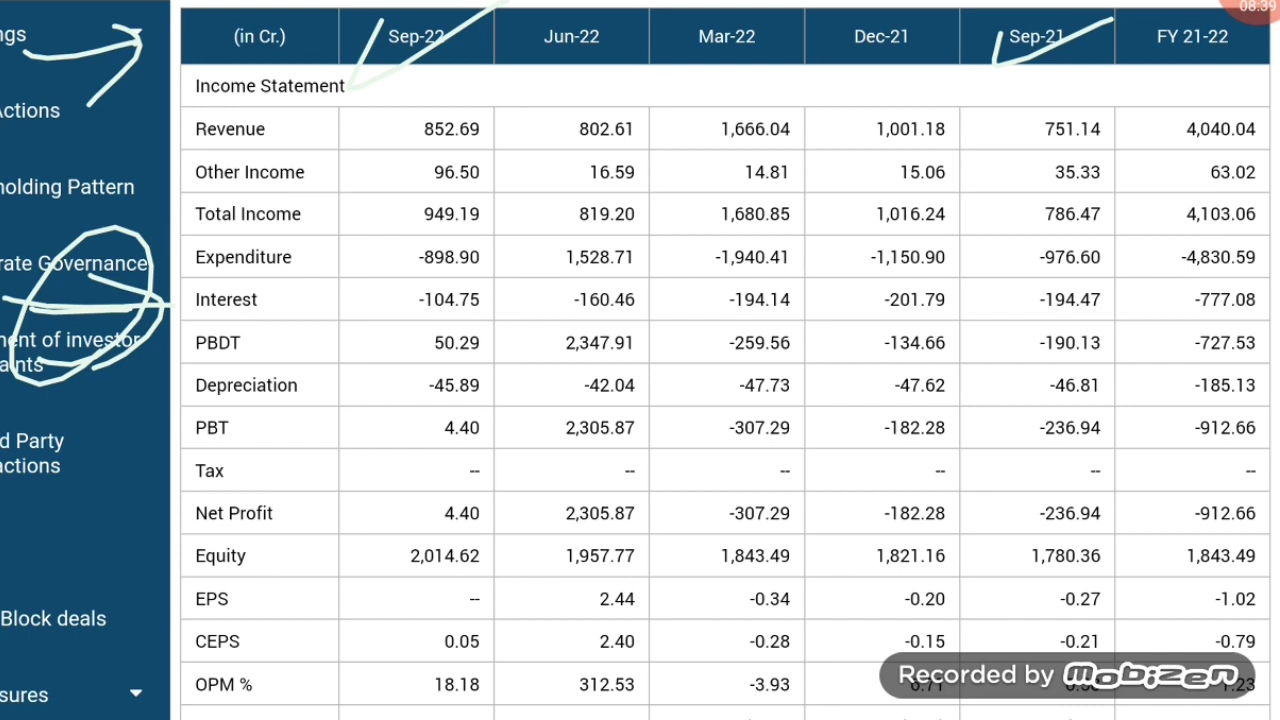 08:39
ngs
Actions
holding Pattern
rate Governance
ment of investor
aints
d Party
actions
Block deals
sures
(in Cr.) Sep-22 Jun-22 Mar-22 Dec-21 Sep-21 FY 21-22
Income Statement
Revenue 852.69 802.61 1,666.04 1,001.18 751.14 4,040.04
Other Income 96.50 16.59 14.81 15.06 35.33 63.02
Total Income 949.19 819.20 1,680.85 1,016.24 786.47 4,103.06
Expenditure -898.90 1,528.71 -1,940.41 -1,150.90 -976.60 -4,830.59
Interest -104.75 -160.46 -194.14 -201.79 -194.47 -777.08
PBDT 50.29 2,347.91 -259.56 -134.66 -190.13 -727.53
Depreciation -45.89 -42.04 -47.73 -47.62 -46.81 -185.13
PBT 4.40 2,305.87 -307.29 -182.28 -236.94 -912.66
Tax -- -- -- -- -- --
Net Profit 4.40 2,305.87 -307.29 -182.28 -236.94 -912.66
Equity 2,014.62 1,957.77 1,843.49 1,821.16 1,780.36 1,843.49
EPS -- 2.44 -0.34 -0.20 -0.27 -1.02
CEPS 0.05 2.40 -0.28 -0.15 -0.21 -0.79
OPM % 18.18 312.53 -3.93
Recorded by Mobizen